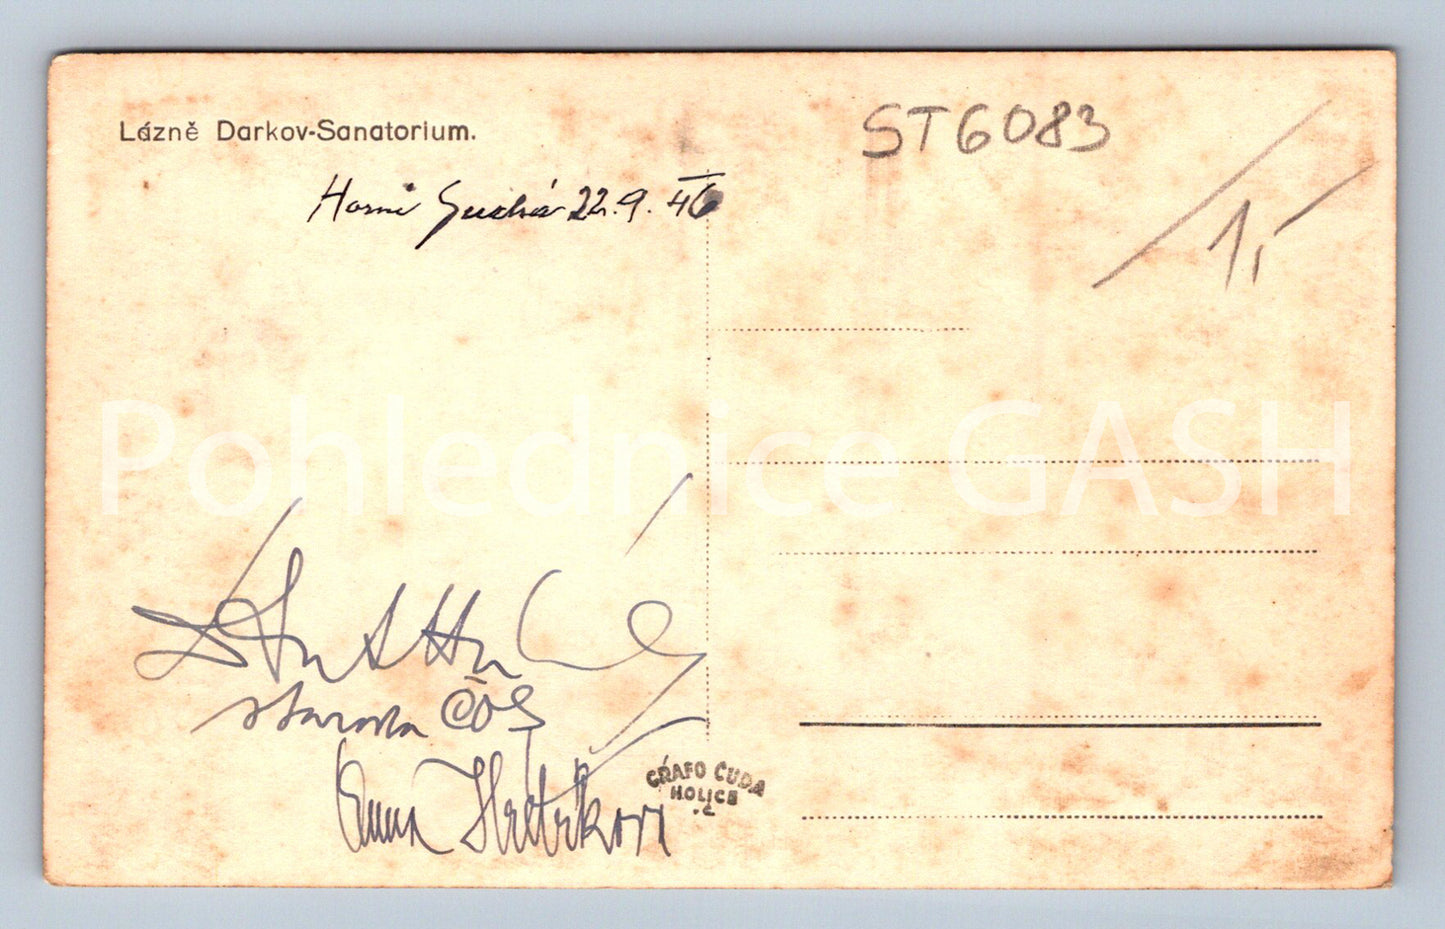 Lázně Darkov-Sanatorium.
ST6083
Horní Suchá 22.9. 46
1,-
Pohlednice GASH
starosta ČOS
GRAFO ČUDA
HOLICE